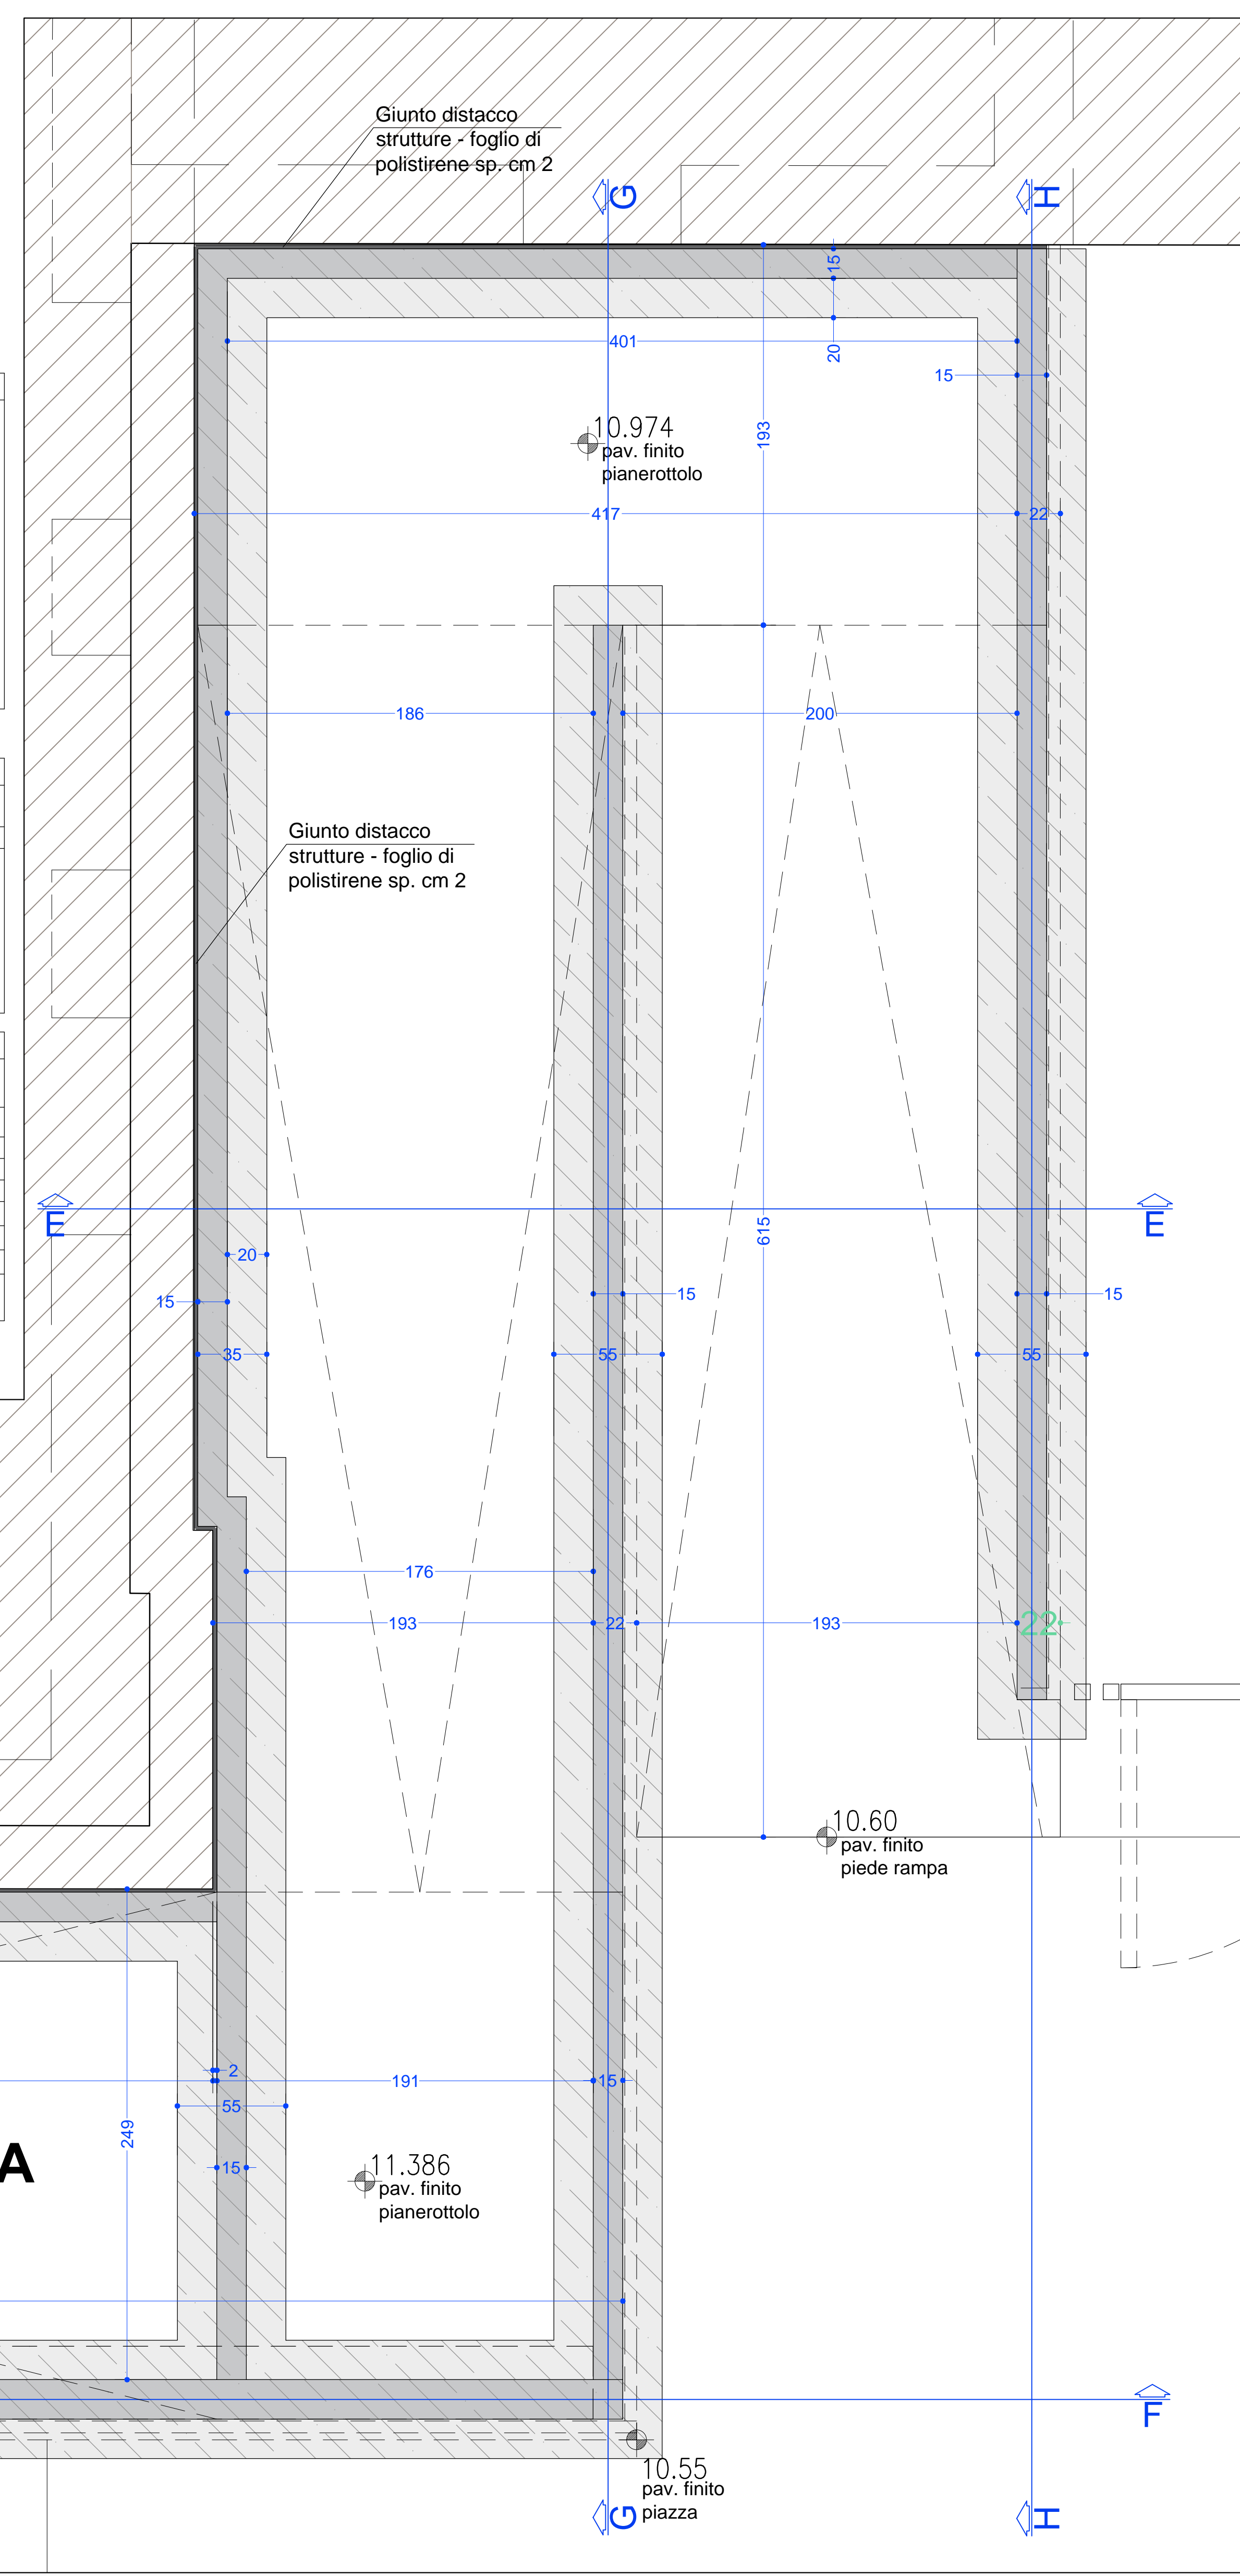 Giunto distacco
strutture - foglio di
polistirene sp. cm 2
G
H
15
401
20
15
10.974
pav. finito
pianerottolo
193
417
22
186
200
Giunto distacco
strutture - foglio di
polistirene sp. cm 2
E
E
615
20
15
15
15
35
55
55
176
193
22
193
22
10.60
pav. finito
piede rampa
2
191
15
55
249
A
15
11.386
pav. finito
pianerottolo
F
10.55
pav. finito
piazza
G
H